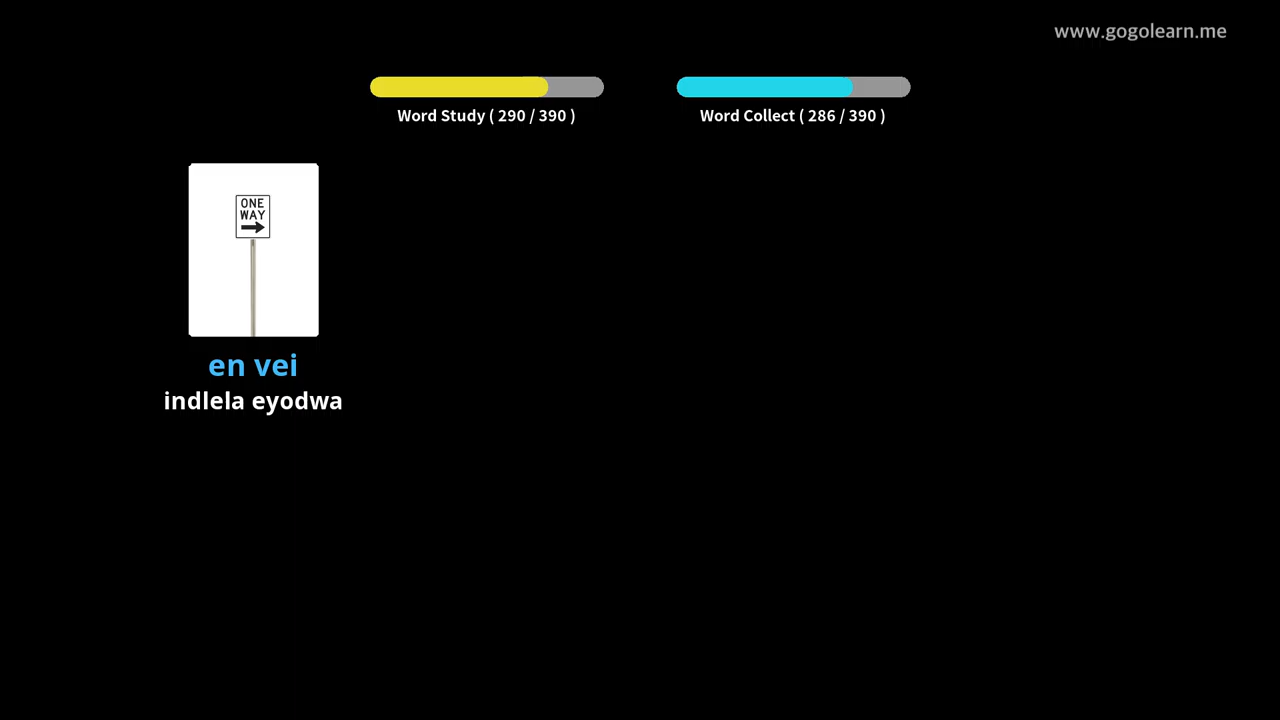 www.gogolearn.me
Word Study ( 290 / 390 )
Word Collect ( 286 / 390 )
ONE
WAY
en vei
indlela eyodwa